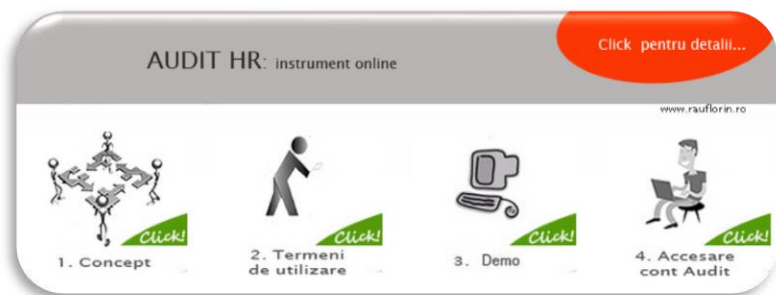 AUDIT HR: instrument online
Click pentru detalii...
www.rauflorin.ro
Click!
Click!
Click!
Click!
1. Concept
2. Termeni
de utilizare
3. Demo
4. Accesare
cont Audit